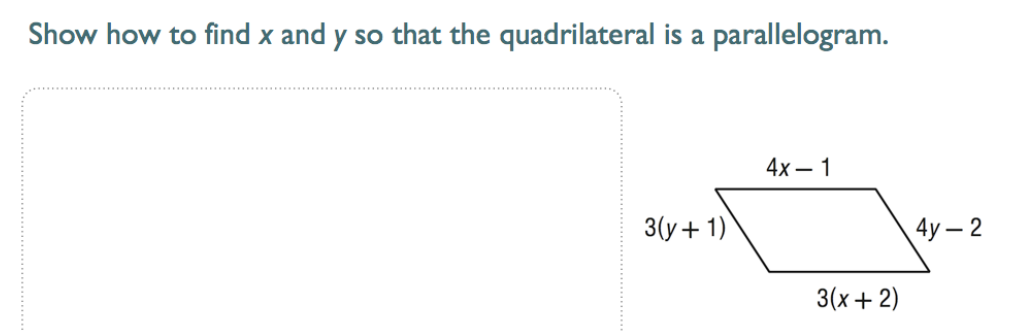 Show how to find x and y so that the quadrilateral is a parallelogram.
4x – 1
3(y + 1)
4y – 2
3(x + 2)